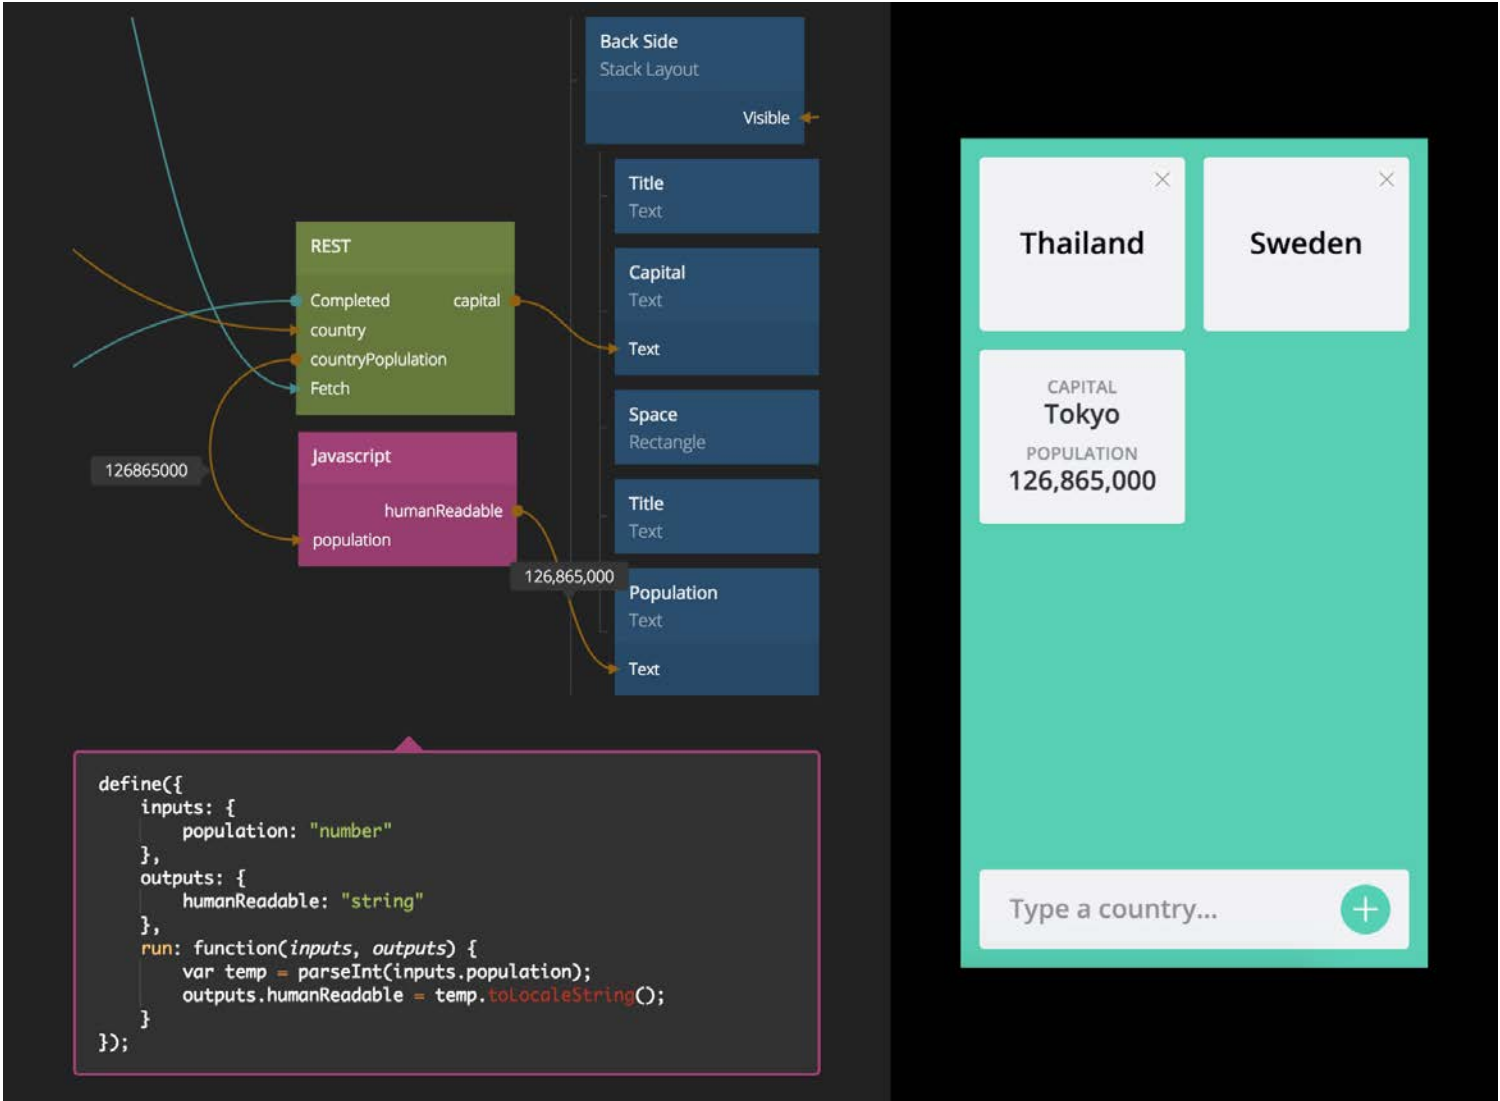 Back Side
Stack Layout
Visible
Title
Text
REST
Completed
capital
country
countryPoplulation
Fetch
Capital
Text
Text
Space
Rectangle
Javascript
126865000
humanReadable
population
Title
Text
126,865,000
Population
Text
Text
define({
    inputs: {
        population: "number"
    },
    outputs: {
        humanReadable: "string"
    },
    run: function(inputs, outputs) {
        var temp = parseInt(inputs.population);
        outputs.humanReadable = temp.toLocaleString();
    }
});
Thailand
Sweden
CAPITAL
Tokyo
POPULATION
126,865,000
Type a country...